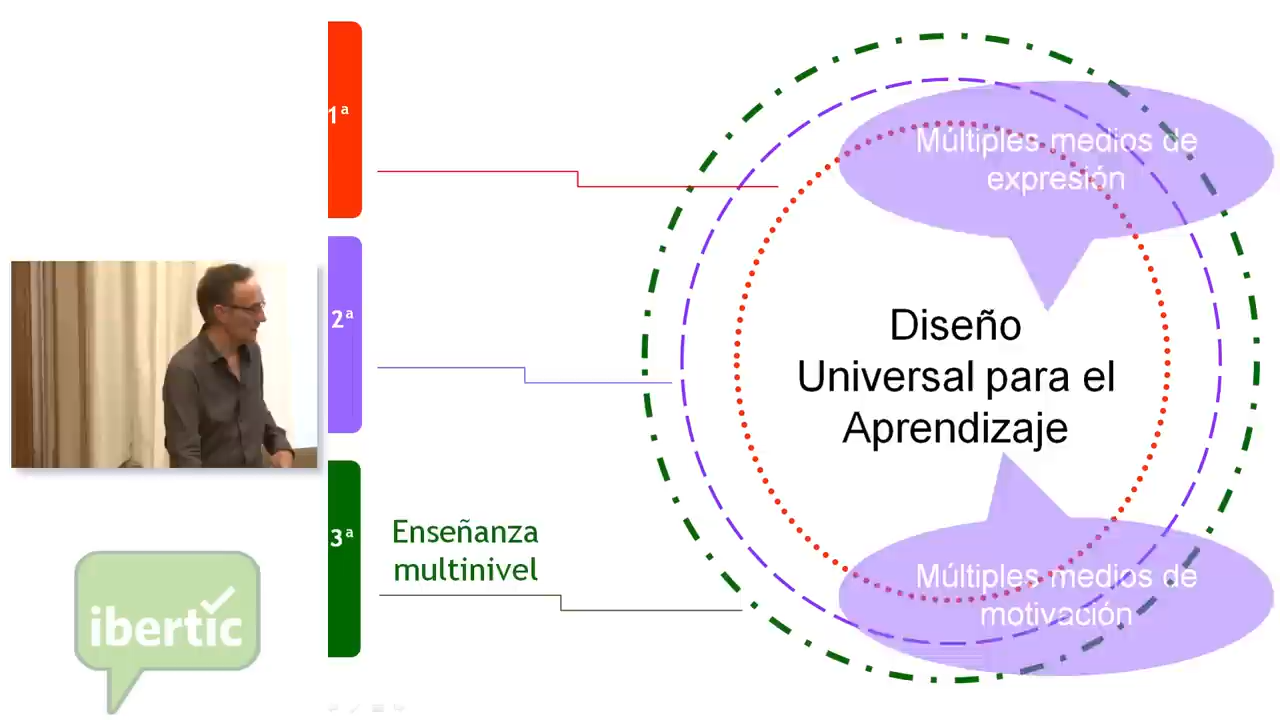 1ª
2ª
3ª
Enseñanza
multinivel
Múltiples medios de
expresión
Diseño
Universal para el
Aprendizaje
Múltiples medios de
motivación
ibertic